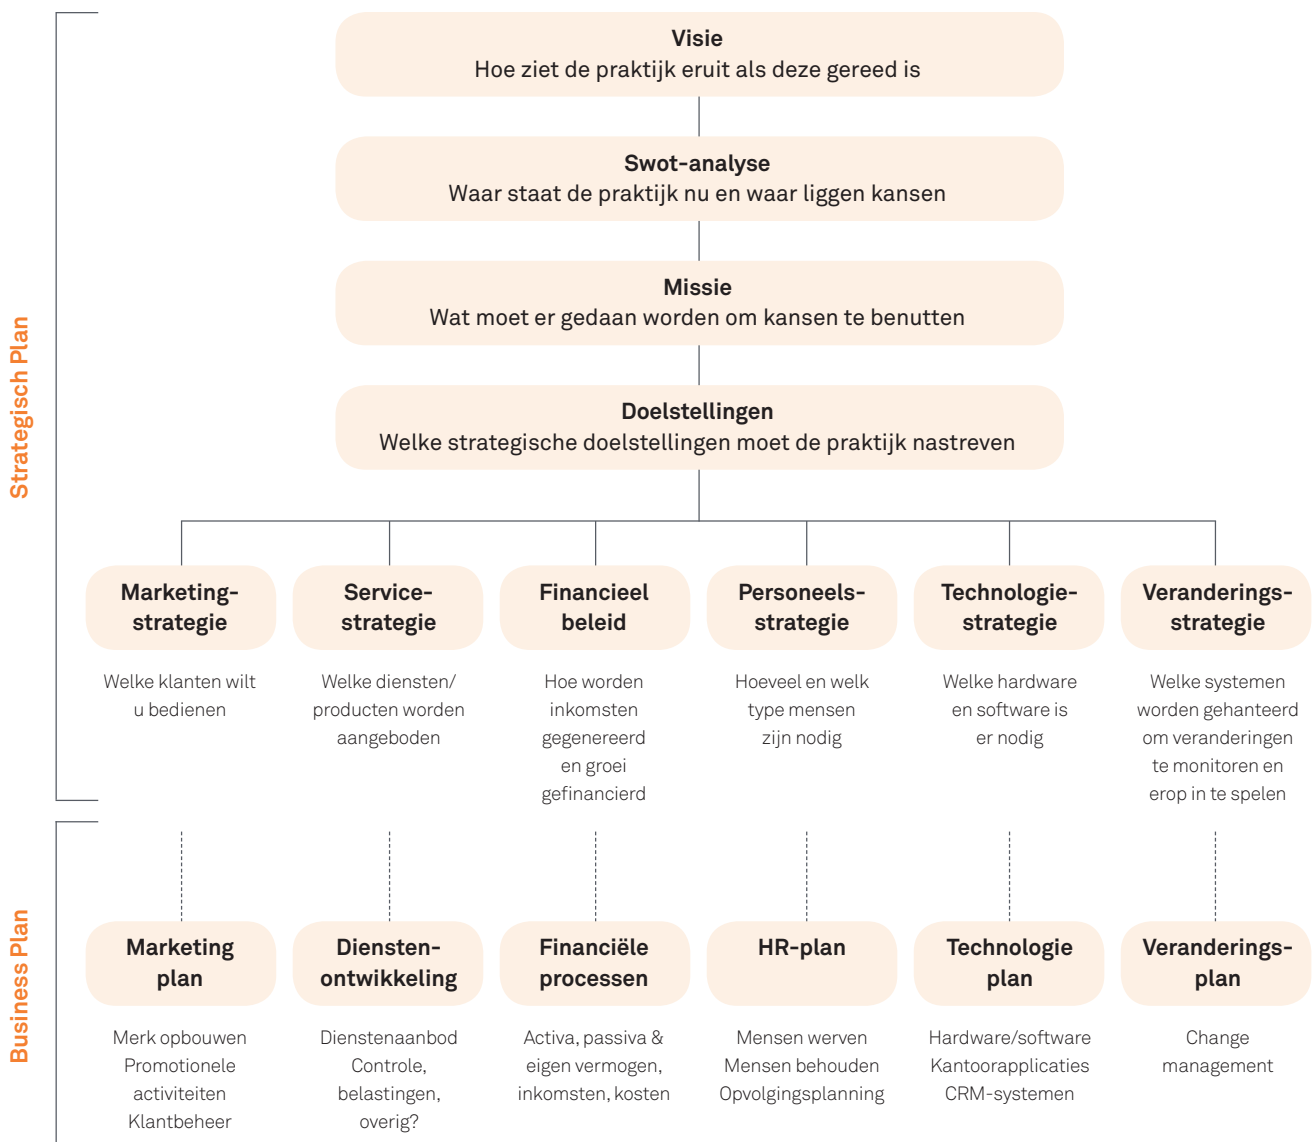 Strategisch Plan
Visie
Hoe ziet de praktijk eruit als deze gereed is
Swot-analyse
Waar staat de praktijk nu en waar liggen kansen
Missie
Wat moet er gedaan worden om kansen te benutten
Doelstellingen
Welke strategische doelstellingen moet de praktijk nastreven
Marketing-
strategie
Welke klanten wilt
u bedienen
Service-
strategie
Welke diensten/
producten worden
aangeboden
Financieel
beleid
Hoe worden
inkomsten
gegenereerd
en groei
gefinancierd
Personeels-
strategie
Hoeveel en welk
type mensen
zijn nodig
Technologie-
strategie
Welke hardware
en software is
er nodig
Veranderings-
strategie
Welke systemen
worden gehanteerd
om veranderingen
te monitoren en
erop in te spelen
Business Plan
Marketing
plan
Merk opbouwen
Promotionele
activiteiten
Klantbeheer
Diensten-
ontwikkeling
Dienstenaanbod
Controle,
belastingen,
overig?
Financiële
processen
Activa, passiva &
eigen vermogen,
inkomsten, kosten
HR-plan
Mensen werven
Mensen behouden
Opvolgingsplanning
Technologie
plan
Hardware/software
Kantoorapplicaties
CRM-systemen
Veranderings-
plan
Change
management